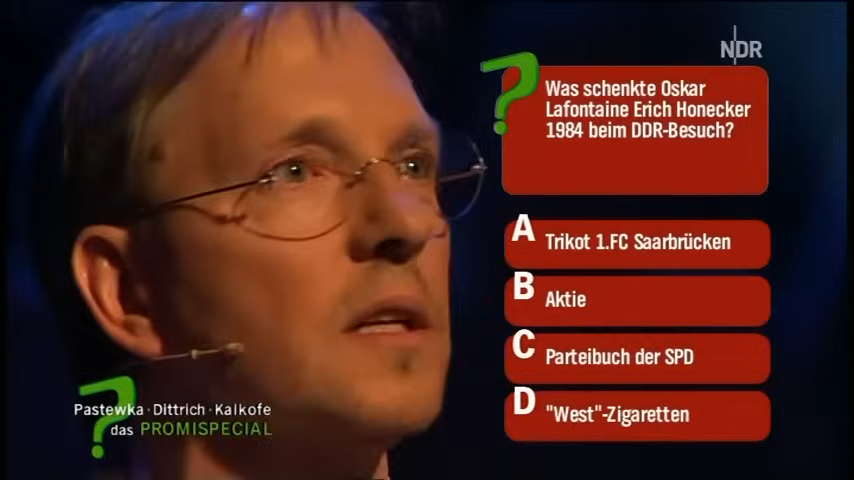 NDR
Was schenkte Oskar
Lafontaine Erich Honecker
1984 beim DDR-Besuch?
A
Trikot 1.FC Saarbrücken
B
Aktie
C
Parteibuch der SPD
D
"West"-Zigaretten
Pastewka · Dittrich · Kalkofe
das PROMISPECIAL